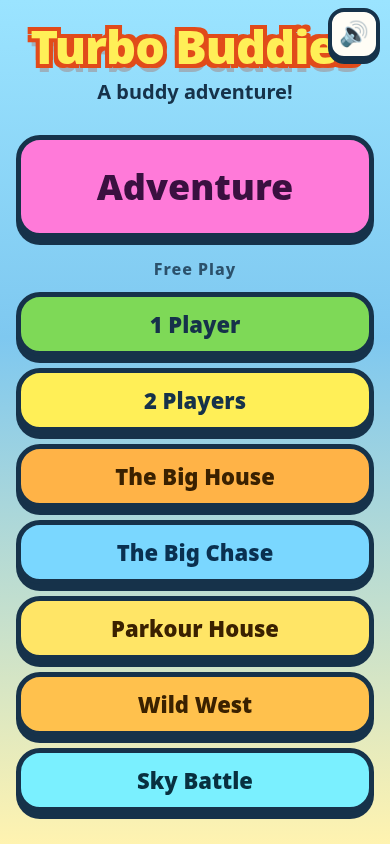 Turbo Buddie
A buddy adventure!
Adventure
Free Play
1 Player
2 Players
The Big House
The Big Chase
Parkour House
Wild West
Sky Battle